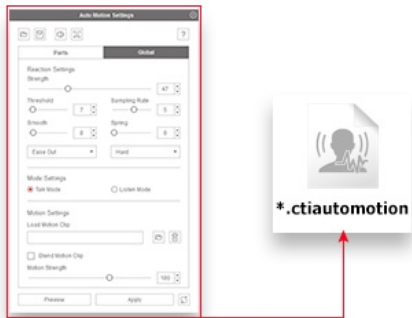 Auto Motion Settings
?
Parts Global
Reaction Settings
Strength
47
Threshold Sampling Rate
7 5
Smooth Spring
0 0
Ease Out Hard
Mode Settings
Talk Mode Listen Mode
Motion Settings
Load Motion Clip
Blend Motion Clip
Motion Strength
100
Preview Apply
*.ctiautomotion